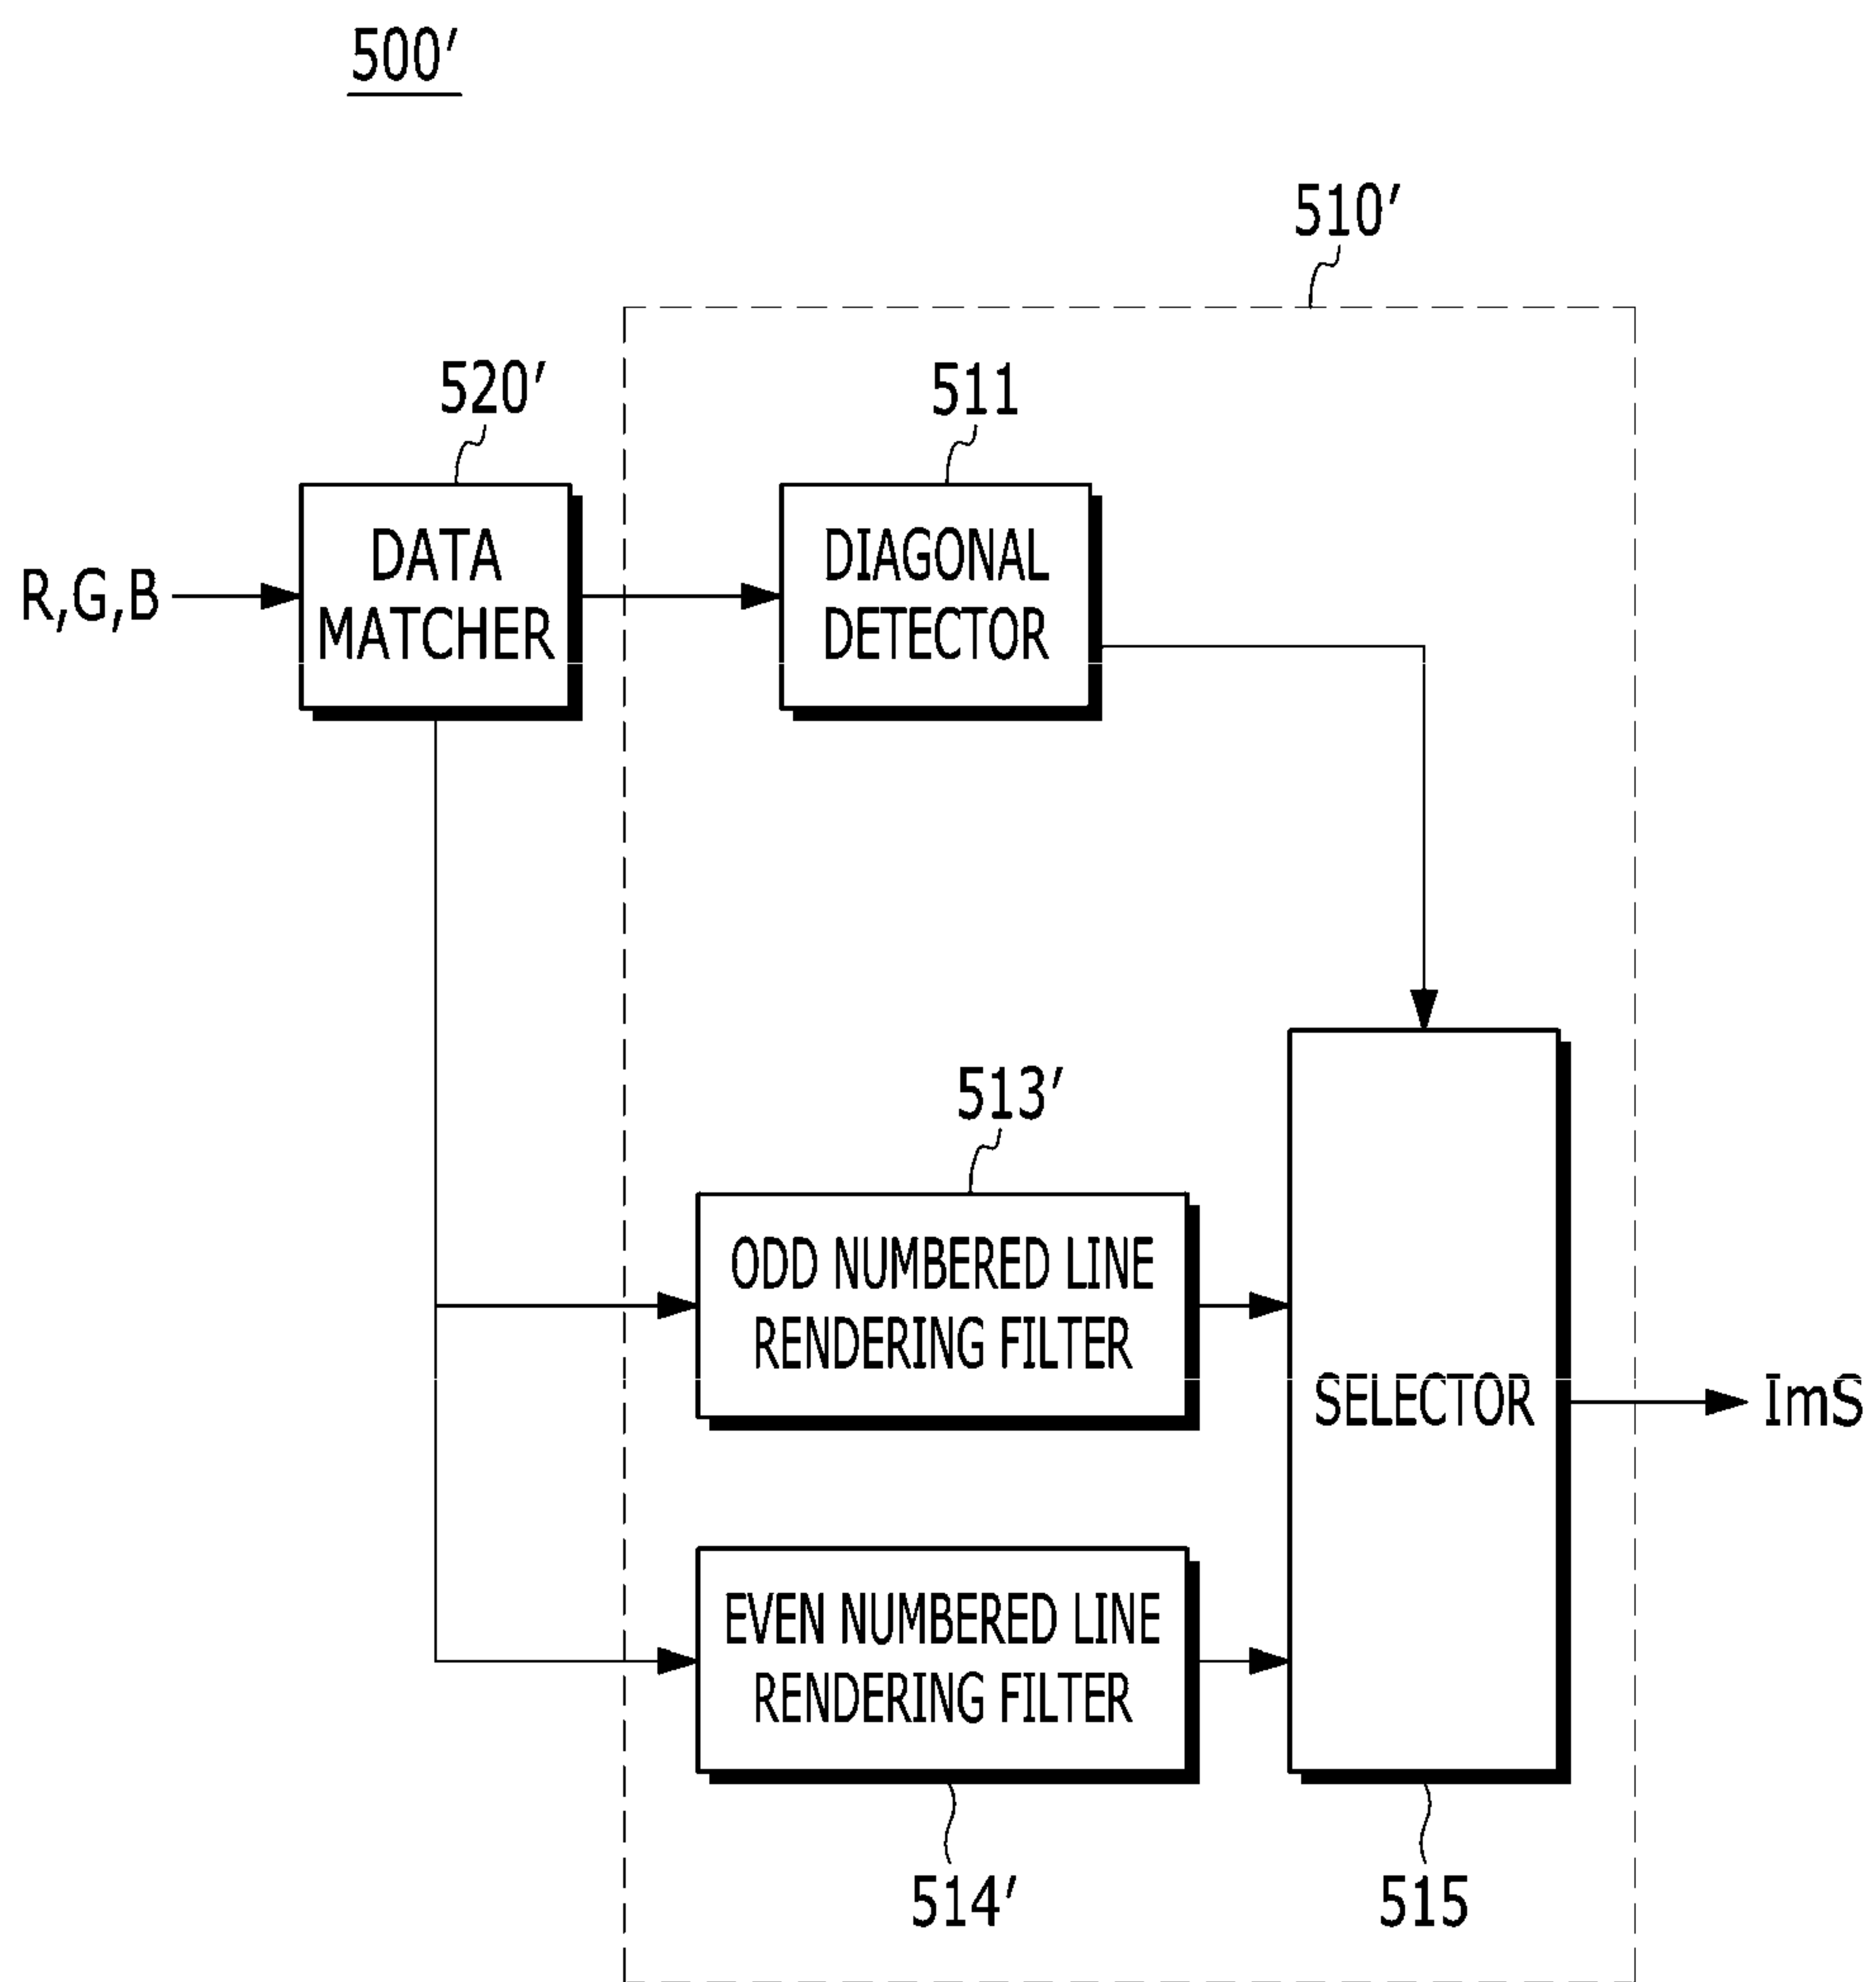 500'
510'
520'
511
R,G,B
DATA
MATCHER
DIAGONAL
DETECTOR
513'
ODD NUMBERED LINE
RENDERING FILTER
SELECTOR
ImS
EVEN NUMBERED LINE
RENDERING FILTER
514'
515